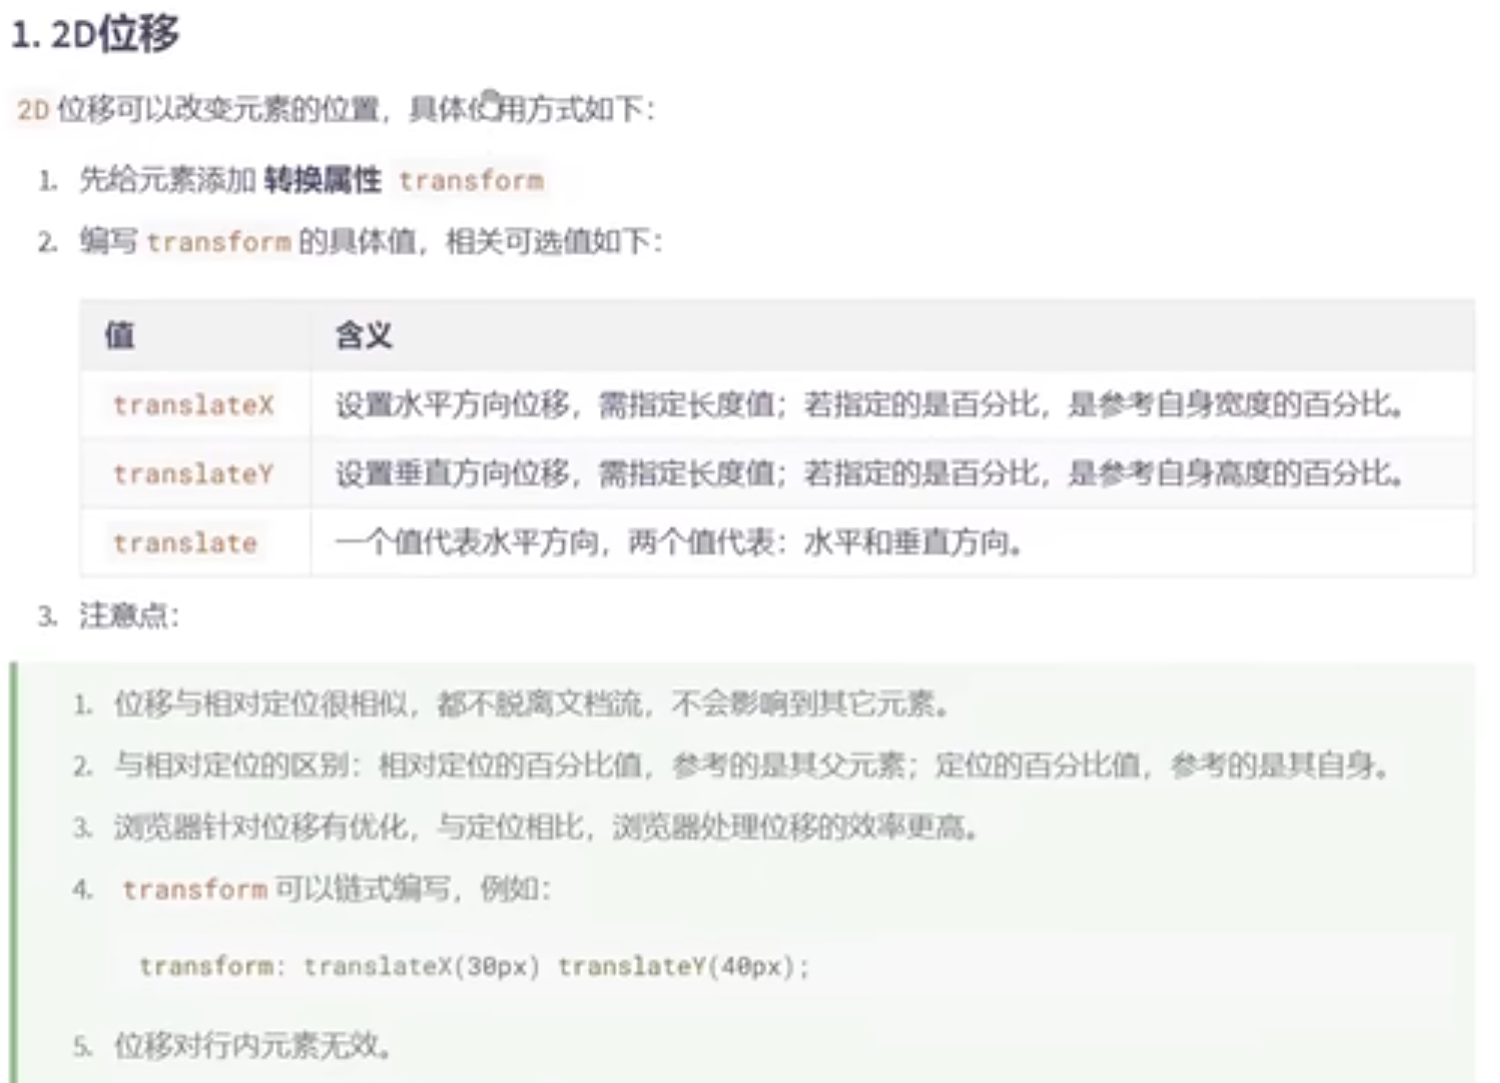 1. 2D位移
2D 位移可以改变元素的位置，具体使用方式如下：
1. 先给元素添加 转换属性 transform
2. 编写 transform 的具体值，相关可选值如下：
值 含义
translateX 设置水平方向位移，需指定长度值；若指定的是百分比，是参考自身宽度的百分比。
translateY 设置垂直方向位移，需指定长度值；若指定的是百分比，是参考自身高度的百分比。
translate 一个值代表水平方向，两个值代表：水平和垂直方向。
3. 注意点：
1. 位移与相对定位很相似，都不脱离文档流，不会影响到其它元素。
2. 与相对定位的区别：相对定位的百分比值，参考的是其父元素；定位的百分比值，参考的是其自身。
3. 浏览器针对位移有优化，与定位相比，浏览器处理位移的效率更高。
4. transform 可以链式编写，例如：
transform: translateX(30px) translateY(40px);
5. 位移对行内元素无效。